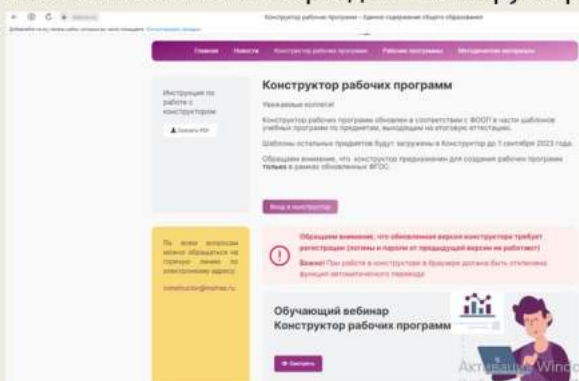 Конструктор рабочих программ – Единое содержание общего образования
Главная Новости Конструктор рабочих программ Рабочие программы Методические материалы
Инструкция по
работе с
конструктором
Скачать PDF
Конструктор рабочих программ
Уважаемые коллеги!
Конструктор рабочих программ обновлен в соответствии с ФООП в части шаблонов
учебных программ по предметам, выходящим на итоговую аттестацию.
Шаблоны остальных предметов будут загружены в Конструктор до 1 сентября 2023 года.
Обращаем внимание, что конструктор предназначен для создания рабочих программ
только в рамках обновленных ФГОС.
Вход в конструктор
По всем вопросам
можно обращаться на
горячую линию по
электронному адресу:
Обращаем внимание, что обновленная версия конструктора требует
регистрации (логины и пароли от предыдущей версии не работают)
Важно! При работе в конструкторе в браузере должна быть отключена
функция автоматического перевода
Обучающий вебинар
Конструктор рабочих программ
Смотреть
Активация Windo